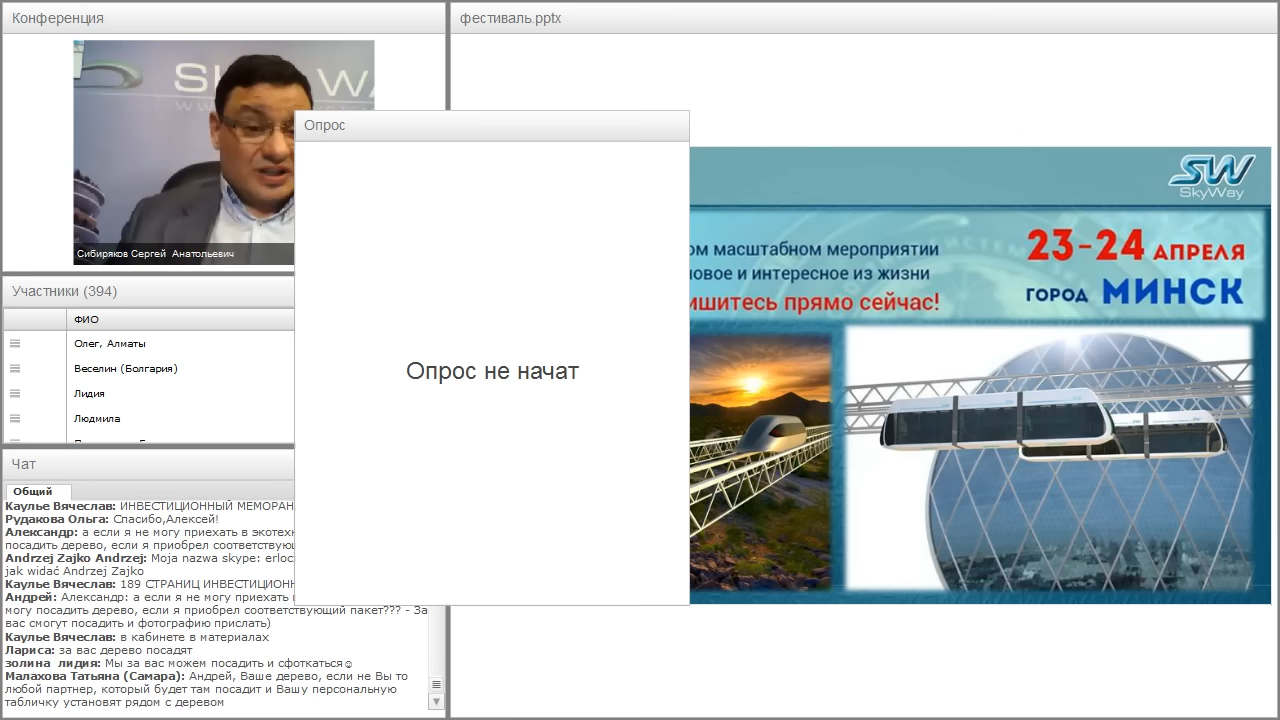 Конференция
SK WA
Сибиряков Сергей Анатольевич
Участники (394)
ФИО
Олег, Алматы
Веселин (Болгария)
Лидия
Людмила
Чат
Общий
Каулье Вячеслав: ИНВЕСТИЦИОННЫЙ МЕМОРАН
Рудакова Ольга: Спасибо,Алексей!
Александр: а если я не могу приехать в экотехн
посадить дерево, если я приобрел соответствующ
Andrzej Zajko Andrzej: Moja nazwa skype: erloc
jak widać Andrzej Zajko
Каулье Вячеслав: 189 СТРАНИЦ ИНВЕСТИЦИОНН
Андрей: Александр: а если я не могу приехать
могу посадить дерево, если я приобрел соответствующий пакет??? - За
вас смогут посадить и фотографию прислать)
Каулье Вячеслав: в кабинете в материалах
Лариса: за вас дерево посадят
золина лидия: Мы за вас можем посадить и сфоткаться☺
Малахова Татьяна (Самара): Андрей, Ваше дерево, если не Вы то
любой партнер, который будет там посадит и Вашу персональную
табличку установят рядом с деревом
Опрос
Опрос не начат
фестиваль.pptx
SW
SkyWay
ом масштабном мероприятии
овое и интересное из жизни
ишитесь прямо сейчас!
23-24 АПРЕЛЯ
ГОРОД МИНСК